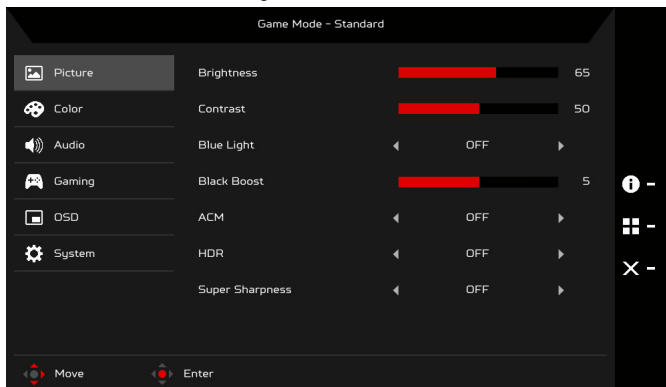 Game Mode - Standard
Picture Brightness 65
Color Contrast 50
Audio Blue Light OFF
Gaming Black Boost 5
OSD ACM OFF
System HDR OFF
Super Sharpness OFF
Move Enter